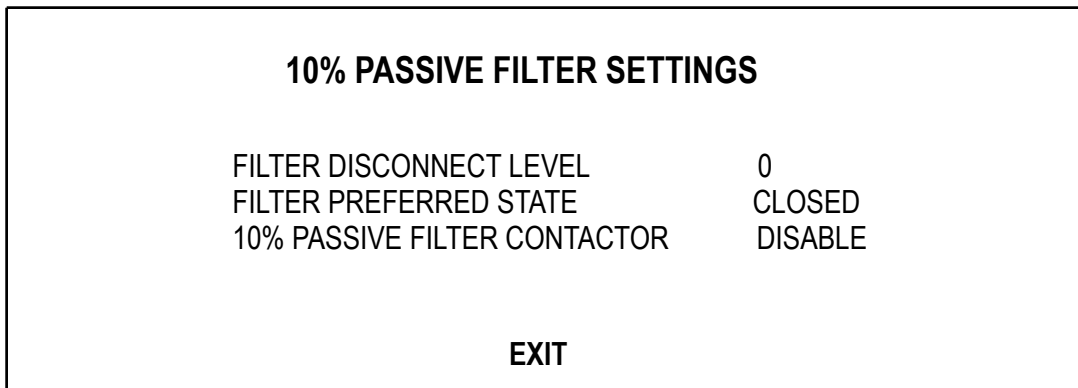 10% PASSIVE FILTER SETTINGS
FILTER DISCONNECT LEVEL 0
FILTER PREFERRED STATE CLOSED
10% PASSIVE FILTER CONTACTOR DISABLE
EXIT